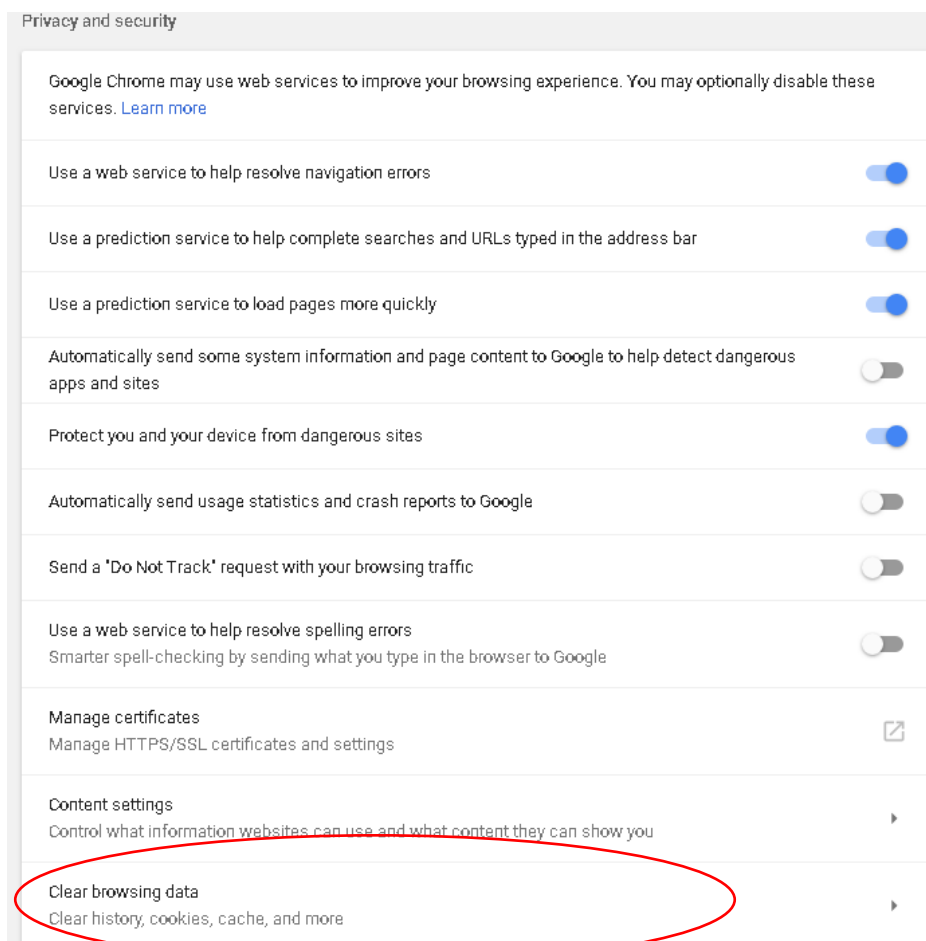 Privacy and security
Google Chrome may use web services to improve your browsing experience. You may optionally disable these
services. Learn more
Use a web service to help resolve navigation errors
Use a prediction service to help complete searches and URLs typed in the address bar
Use a prediction service to load pages more quickly
Automatically send some system information and page content to Google to help detect dangerous
apps and sites
Protect you and your device from dangerous sites
Automatically send usage statistics and crash reports to Google
Send a "Do Not Track" request with your browsing traffic
Use a web service to help resolve spelling errors
Smarter spell-checking by sending what you type in the browser to Google
Manage certificates
Manage HTTPS/SSL certificates and settings
Content settings
Control what information websites can use and what content they can show you
Clear browsing data
Clear history, cookies, cache, and more